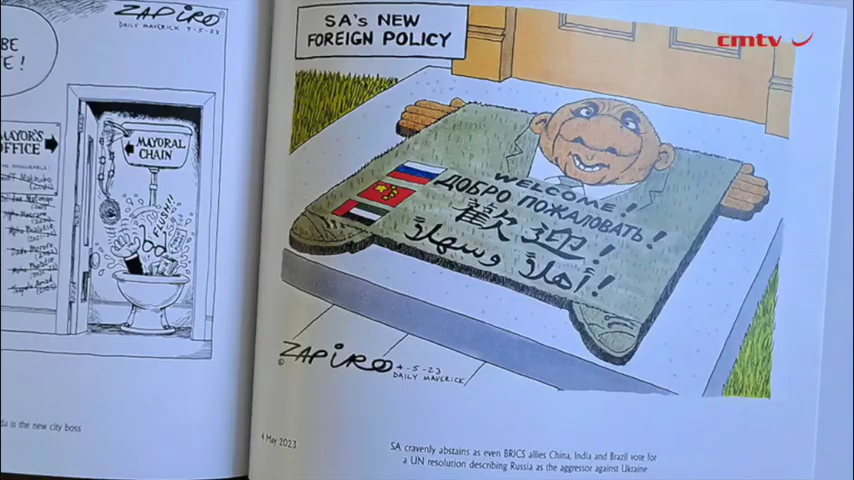 ZAPIRO
DAILY MAVERICK 9-5-23
BE
E!
MAYOR'S
OFFICE
MAYORAL
CHAIN
FLUSH!!
da is the new city boss
SA's NEW
FOREIGN POLICY
cmtv
WELCOME!
ДОБРО ПОЖАЛОВАТЬ!
歡迎!
أهلاً وسهلاً!
© ZAPIRO
4-5-23
DAILY MAVERICK
4 May 2023
SA cravenly abstains as even BRICS allies China, India and Brazil vote for
a UN resolution describing Russia as the aggressor against Ukraine